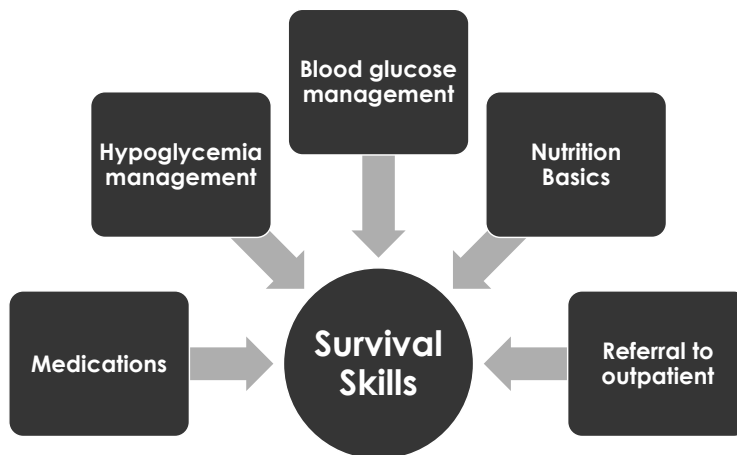 Blood glucose
management
Hypoglycemia
management
Nutrition
Basics
Medications
Survival
Skills
Referral to
outpatient